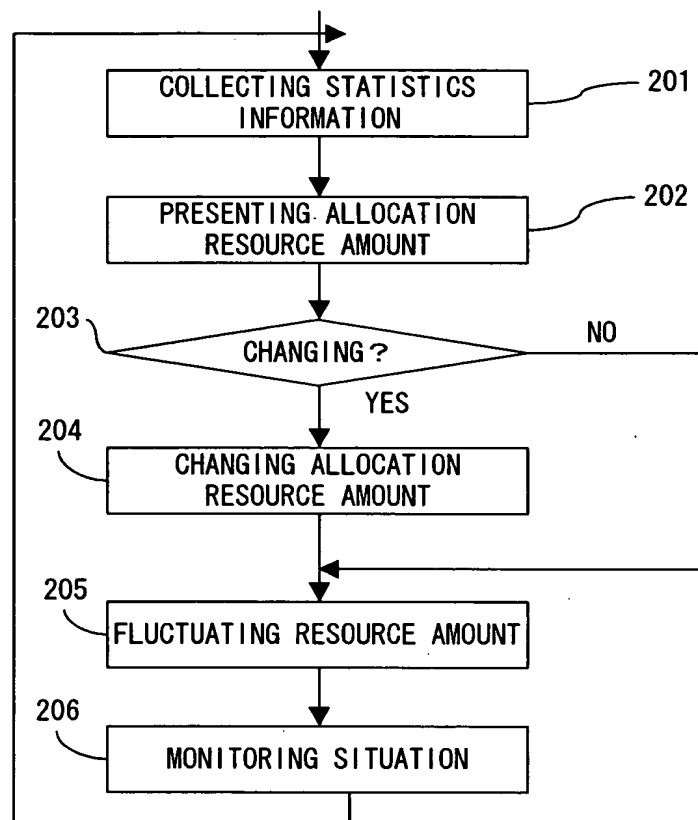 COLLECTING STATISTICS
INFORMATION
201
PRESENTING ALLOCATION
RESOURCE AMOUNT
202
203
CHANGING?
NO
YES
204
CHANGING ALLOCATION
RESOURCE AMOUNT
205
FLUCTUATING RESOURCE AMOUNT
206
MONITORING SITUATION